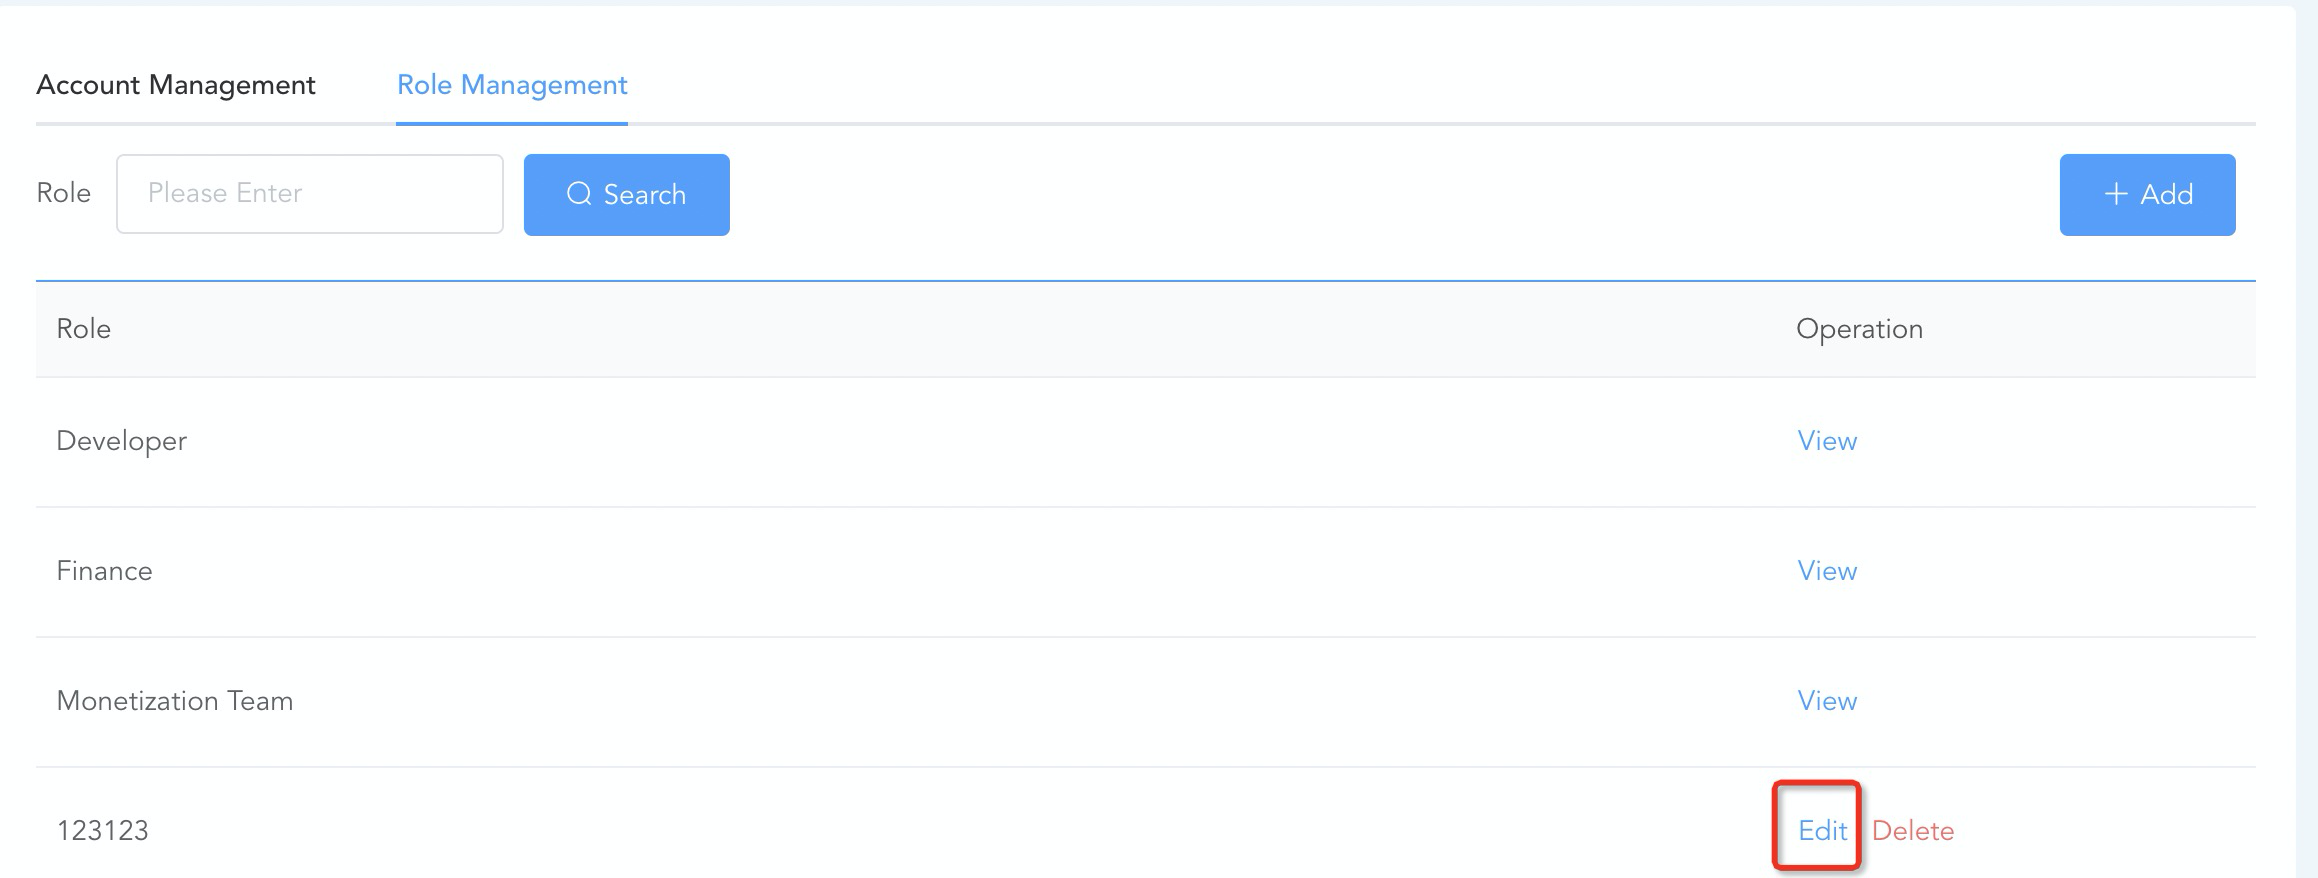 Account Management Role Management
Role Please Enter Search Add
Role Operation
Developer View
Finance View
Monetization Team View
123123 Edit Delete